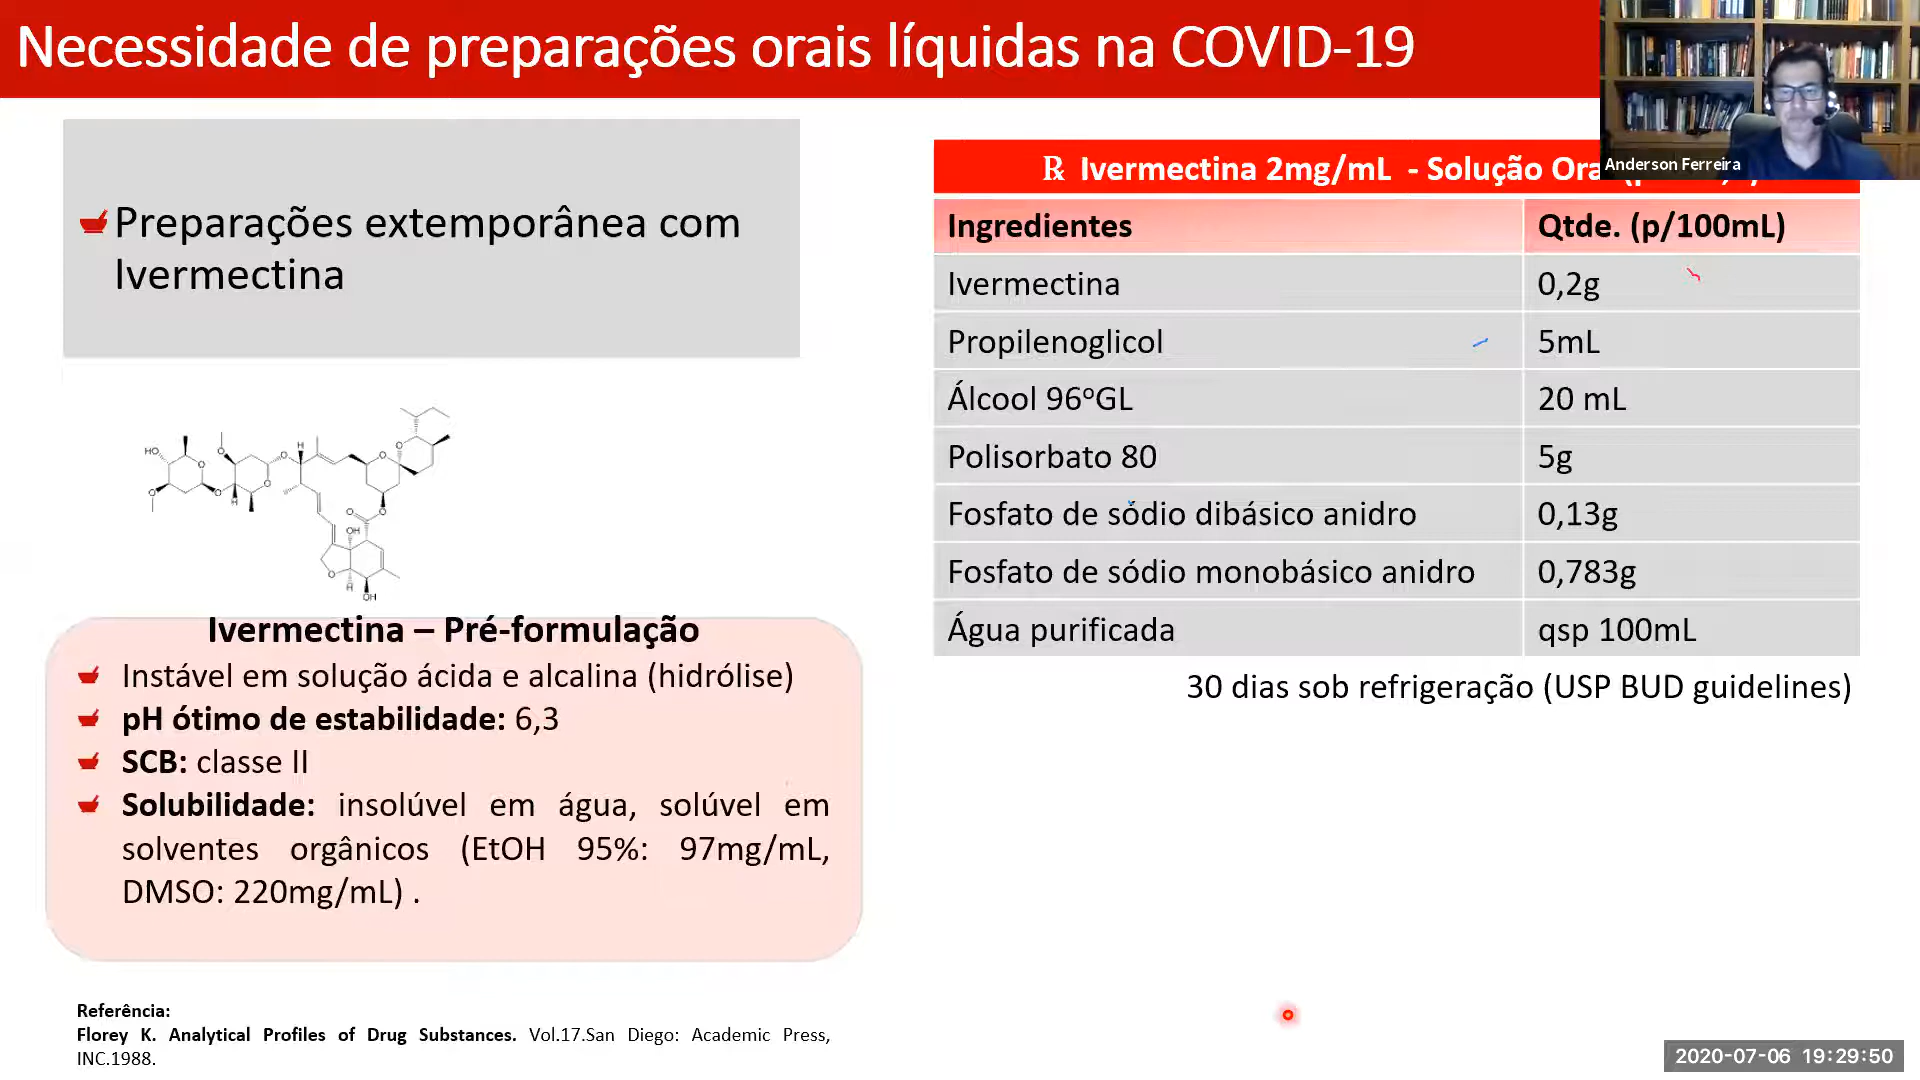 Necessidade de preparações orais líquidas na COVID-19
Anderson Ferreira
Preparações extemporânea com
Ivermectina
℞ Ivermectina 2mg/mL - Solução
Ingredientes Qtde. (p/100mL)
Ivermectina 0,2g
Propilenoglicol 5mL
Álcool 96ºGL 20 mL
Polisorbato 80 5g
Fosfato de sódio dibásico anidro 0,13g
Fosfato de sódio monobásico anidro 0,783g
Água purificada qsp 100mL
30 dias sob refrigeração (USP BUD guidelines)
HO
O
O
O
O
H
O
H
O
O
O
O
OH
O
H
OH
Ivermectina – Pré-formulação
Instável em solução ácida e alcalina (hidrólise)
pH ótimo de estabilidade: 6,3
SCB: classe II
Solubilidade: insolúvel em água, solúvel em
solventes orgânicos (EtOH 95%: 97mg/mL,
DMSO: 220mg/mL) .
Referência:
Florey K. Analytical Profiles of Drug Substances. Vol.17.San Diego: Academic Press,
INC.1988.
2020-07-06 19:29:50